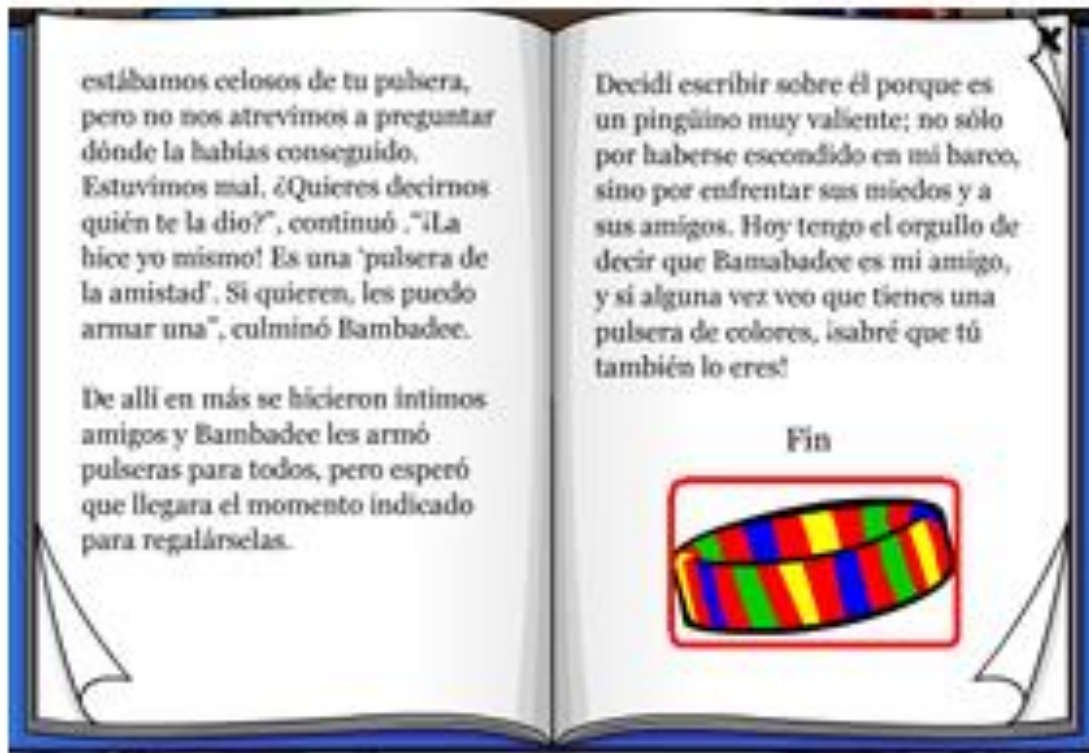 estábamos celosos de tu pulsera,
pero no nos atrevimos a preguntar
dónde la habías conseguido.
Estuvimos mal. ¿Quieres decirnos
quién te la dio?", continuó ."¡La
hice yo mismo! Es una 'pulsera de
la amistad'. Si quieren, les puedo
armar una", culminó Bambadee.
De allí en más se hicieron íntimos
amigos y Bambadee les armó
pulseras para todos, pero esperó
que llegara el momento indicado
para regalárselas.
Decidí escribir sobre él porque es
un pingüino muy valiente; no sólo
por haberse escondido en mi barco,
sino por enfrentar sus miedos y a
sus amigos. Hoy tengo el orgullo de
decir que Bamabadee es mi amigo,
y si alguna vez veo que tienes una
pulsera de colores, ¡sabré que tú
también lo eres!
Fin